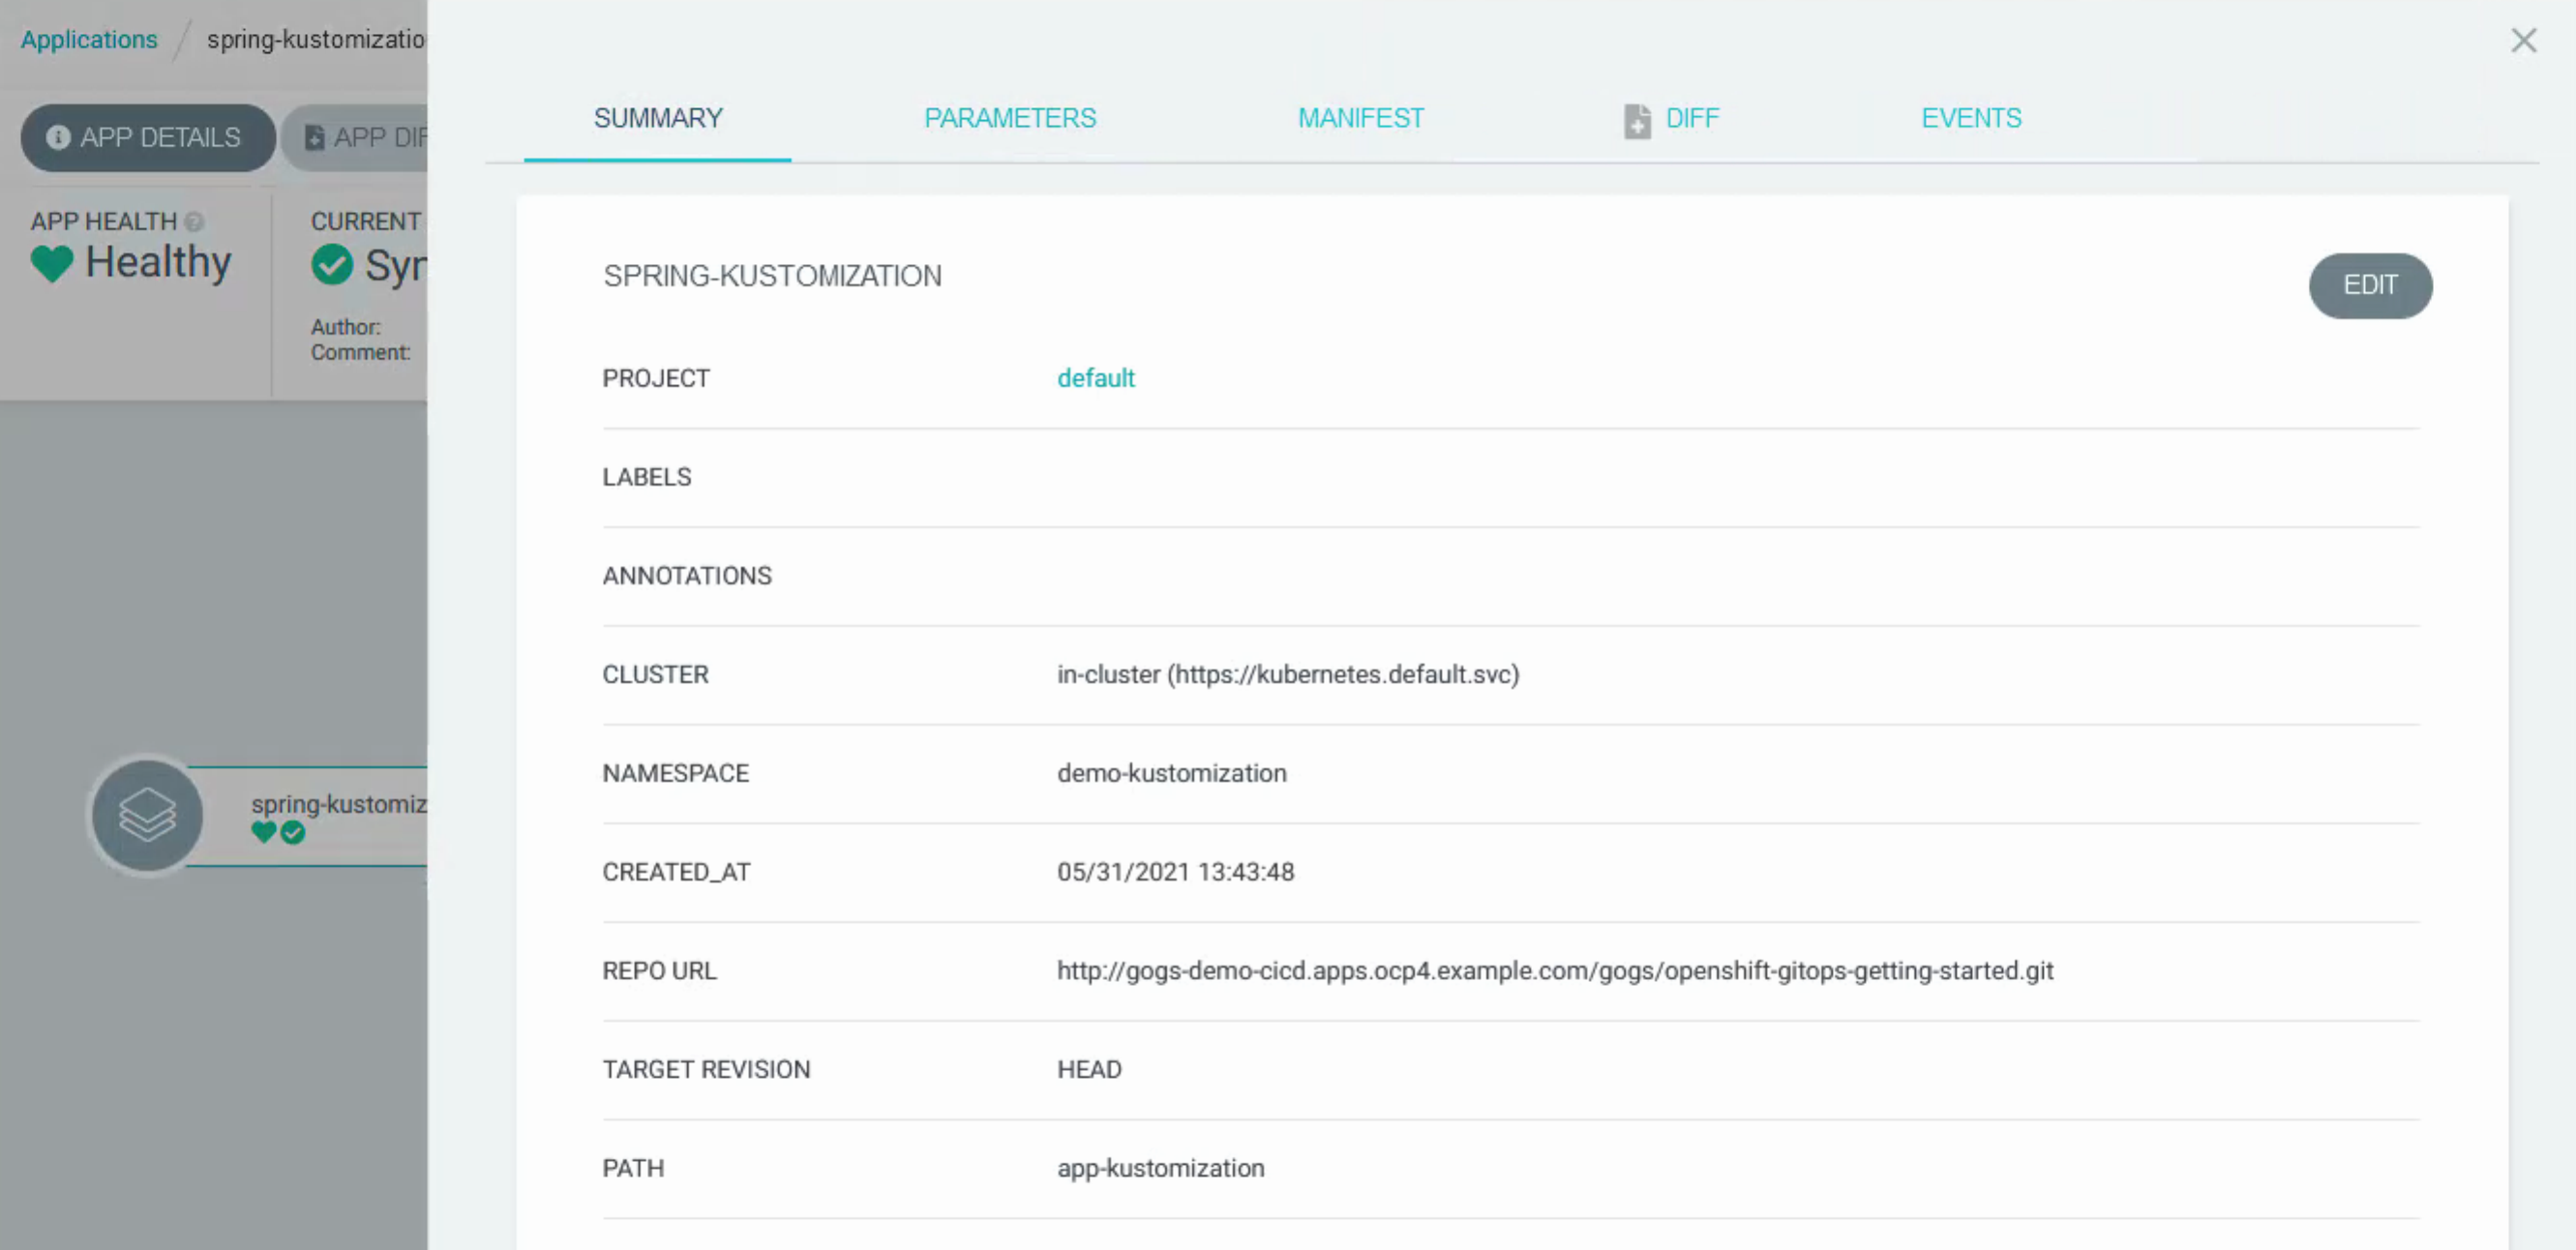 Applications / spring-kustomizatio
APP DETAILS APP DIF
APP HEALTH
Healthy
CURRENT
Syn
Author:
Comment:
spring-kustomiz
SUMMARY PARAMETERS MANIFEST DIFF EVENTS
SPRING-KUSTOMIZATION
EDIT
PROJECT default
LABELS
ANNOTATIONS
CLUSTER in-cluster (https://kubernetes.default.svc)
NAMESPACE demo-kustomization
CREATED_AT 05/31/2021 13:43:48
REPO URL http://gogs-demo-cicd.apps.ocp4.example.com/gogs/openshift-gitops-getting-started.git
TARGET REVISION HEAD
PATH app-kustomization